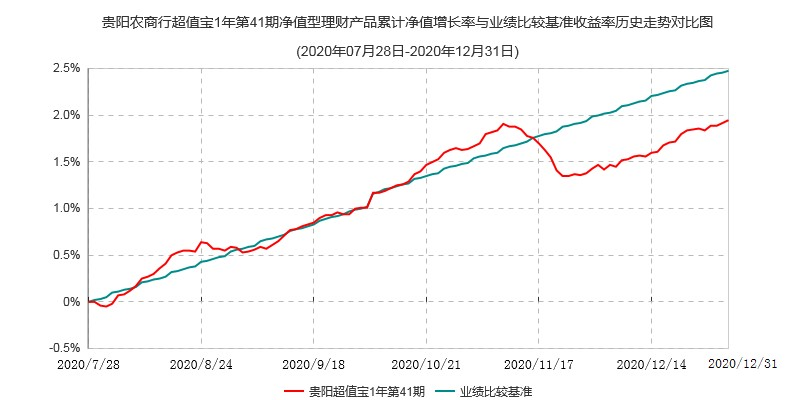 贵阳农商行超值宝1年第41期净值型理财产品累计净值增长率与业绩比较基准收益率历史走势对比图
(2020年07月28日-2020年12月31日)
2.5%
2.0%
1.5%
1.0%
0.5%
0%
-0.5%
2020/7/28 2020/8/24 2020/9/18 2020/10/21 2020/11/17 2020/12/14 2020/12/31
贵阳超值宝1年第41期 业绩比较基准